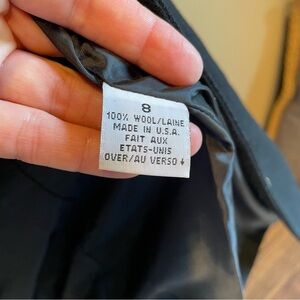 8
100% WOOL/LAINE
MADE IN U.S.A.
FAIT AUX
ETATS-UNIS
OVER/AU VERSO ↓